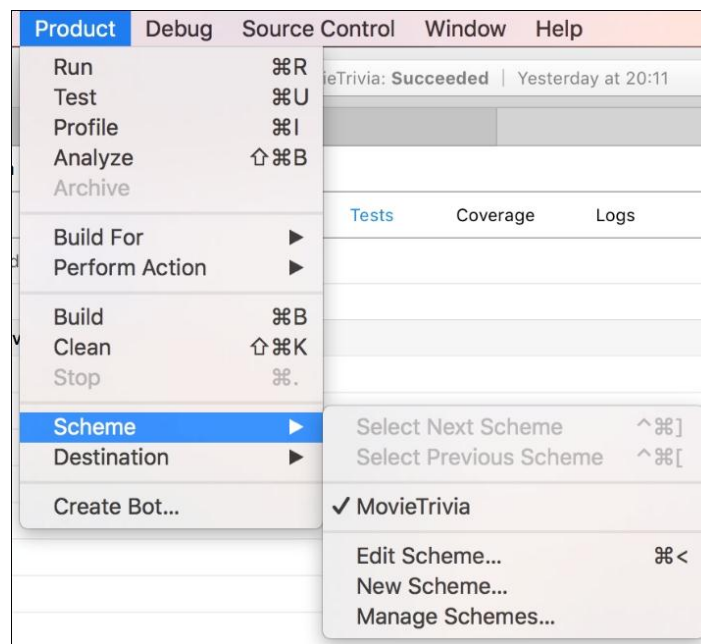 Product Debug Source Control Window Help
Run ⌘R
ieTrivia: Succeeded | Yesterday at 20:11
Test ⌘U
Profile ⌘I
Analyze ⇧⌘B
Archive
Tests Coverage Logs
Build For ▶
Perform Action ▶
Build ⌘B
Clean ⇧⌘K
Stop ⌘.
Scheme ▶
Destination ▶
Create Bot...
Select Next Scheme ^⌘]
Select Previous Scheme ^⌘[
✓ MovieTrivia
Edit Scheme... ⌘<
New Scheme...
Manage Schemes...